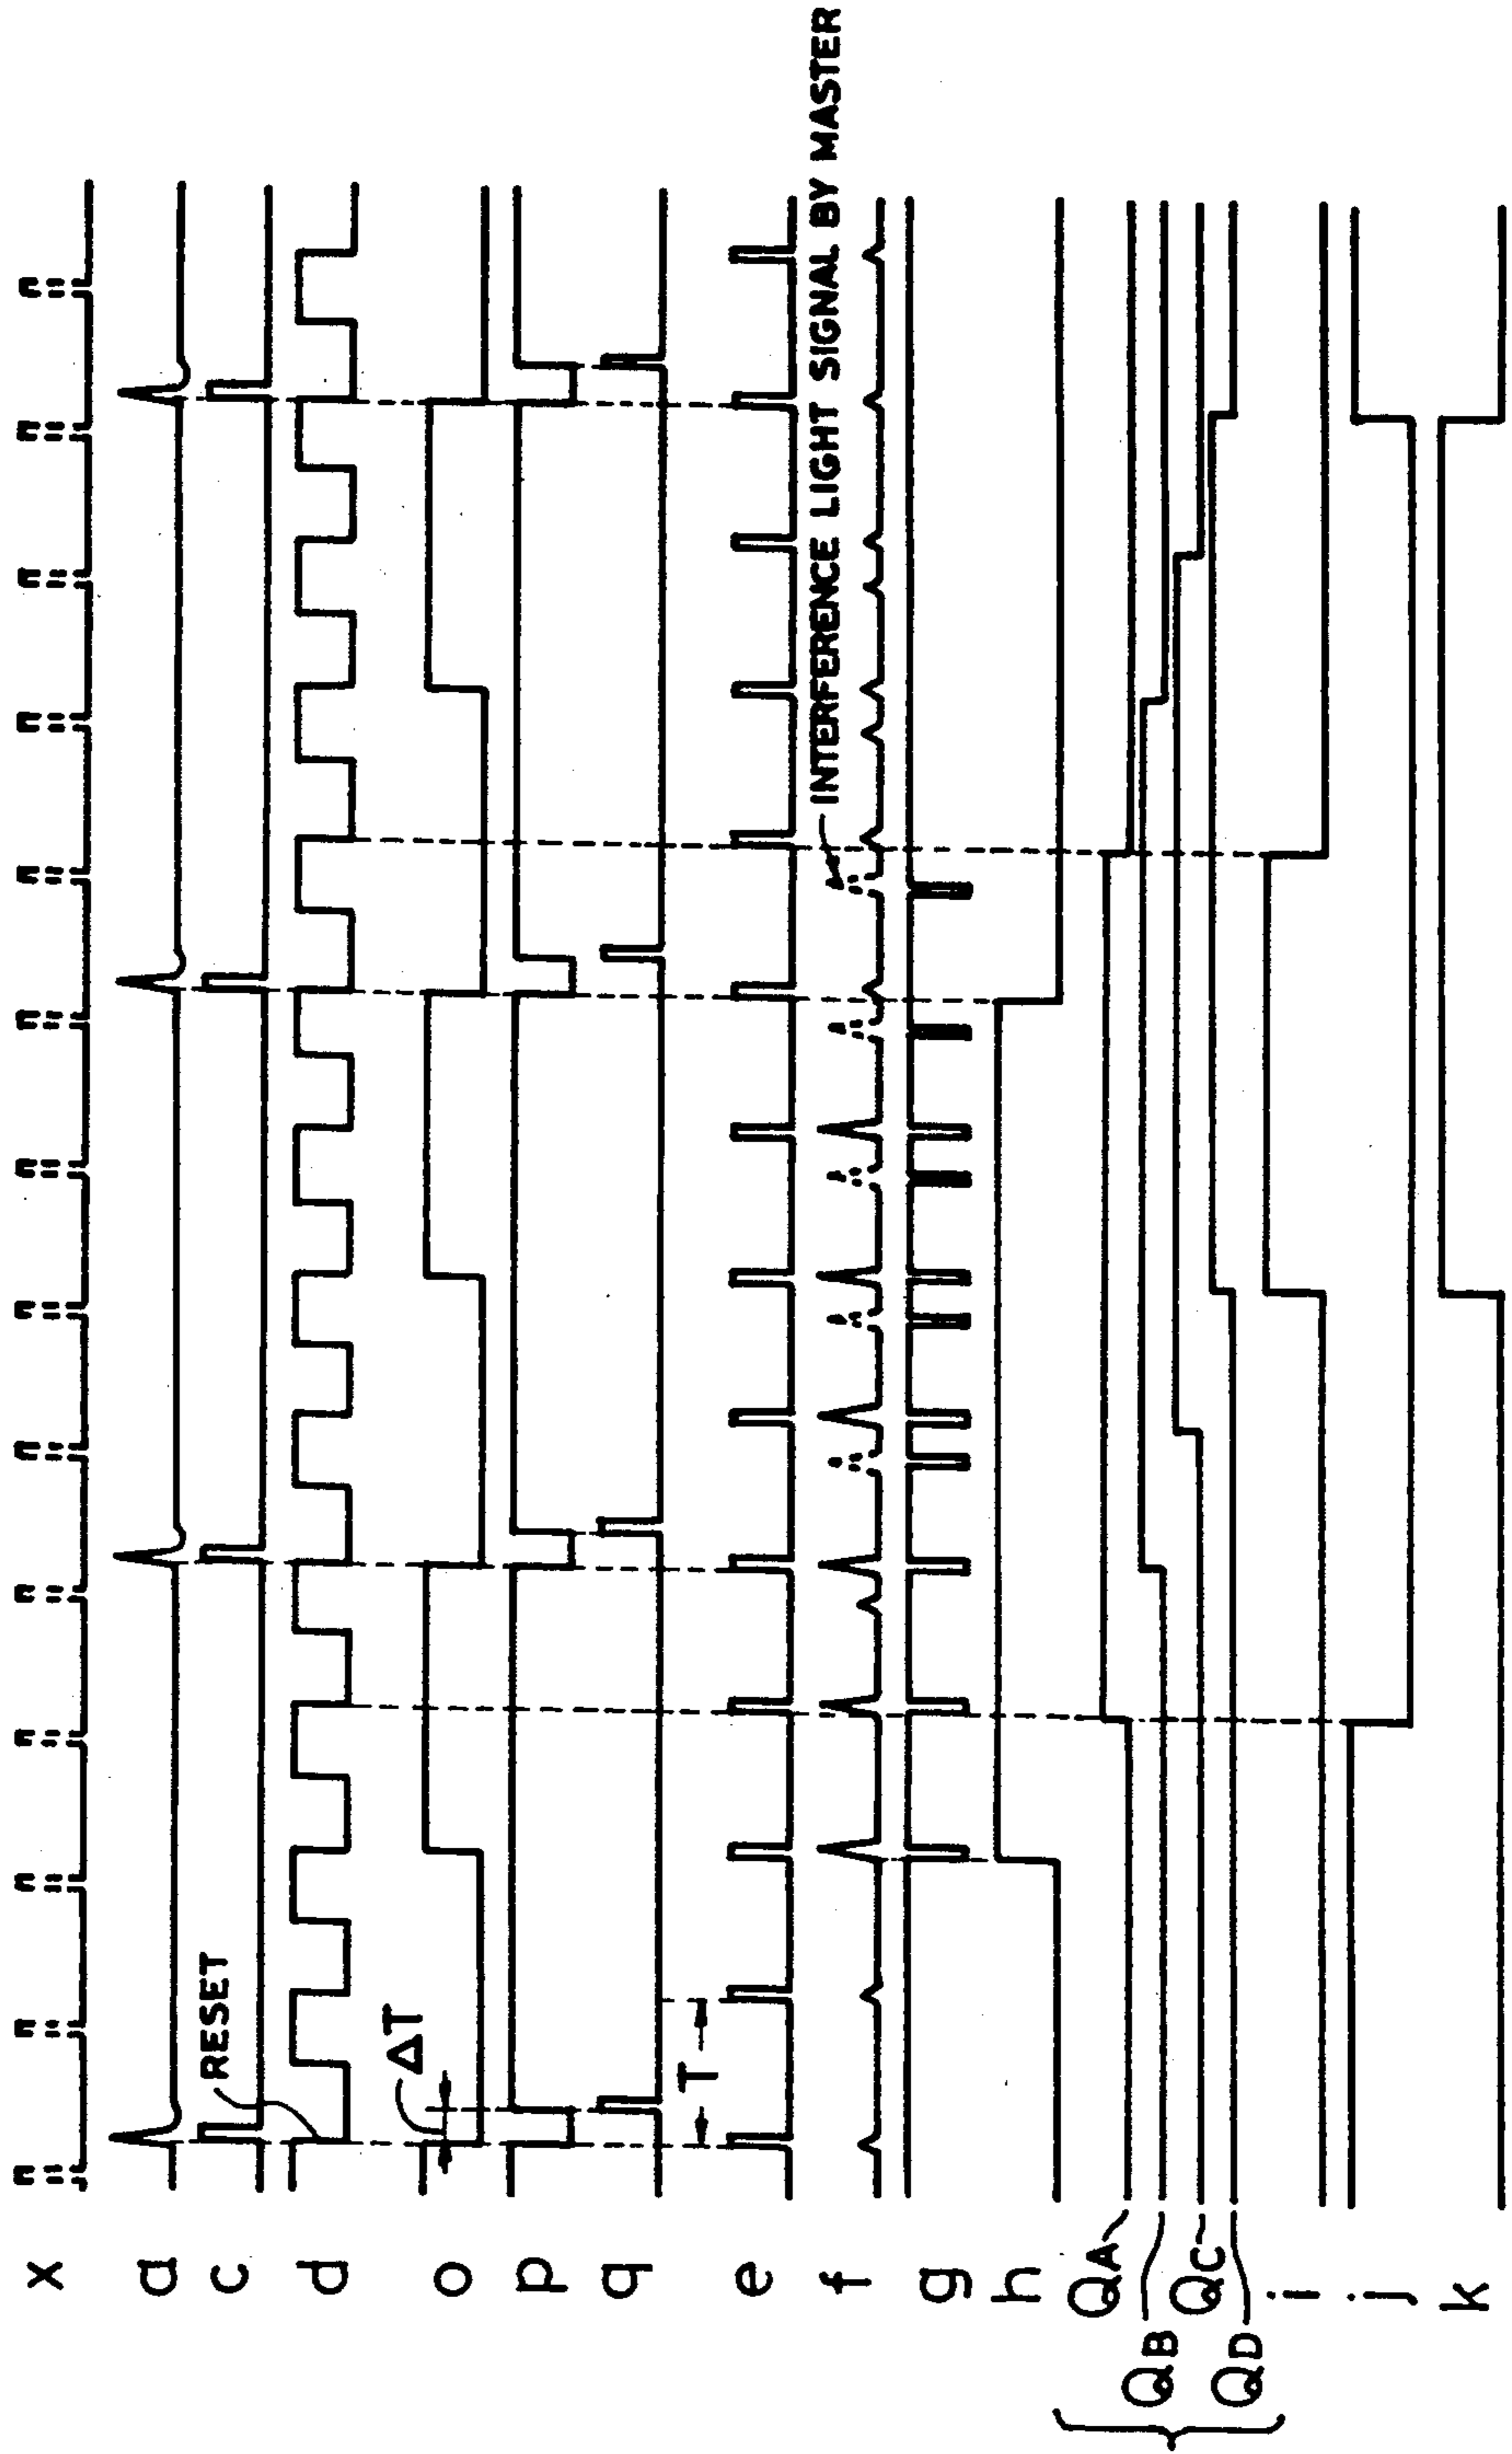 x
a
c
d
o
p
q
e
f
g
h
QA
QB
QC
QD
i
j
k
RESET
ΔT
T
INTERFERENCE LIGHT SIGNAL BY MASTER